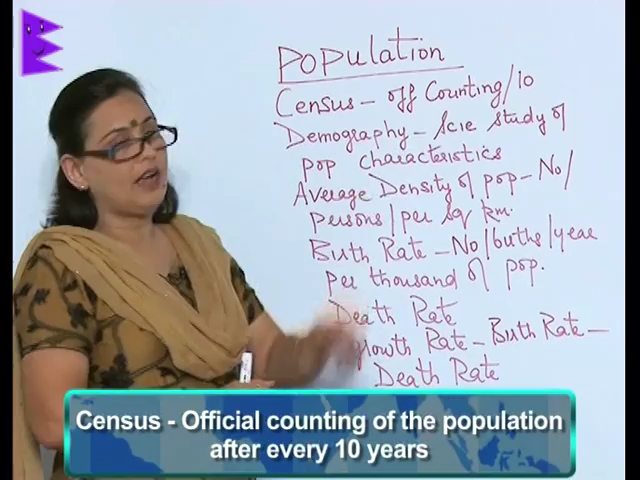 Population
Census - off Counting/10
Demography - Scie study of
pop characteristics
Average Density of pop - No/
Persons/per sq km.
Birth Rate - No/births/year
per thousand of pop.
Death Rate
Growth Rate - Birth Rate -
Death Rate
Census - Official counting of the population
after every 10 years